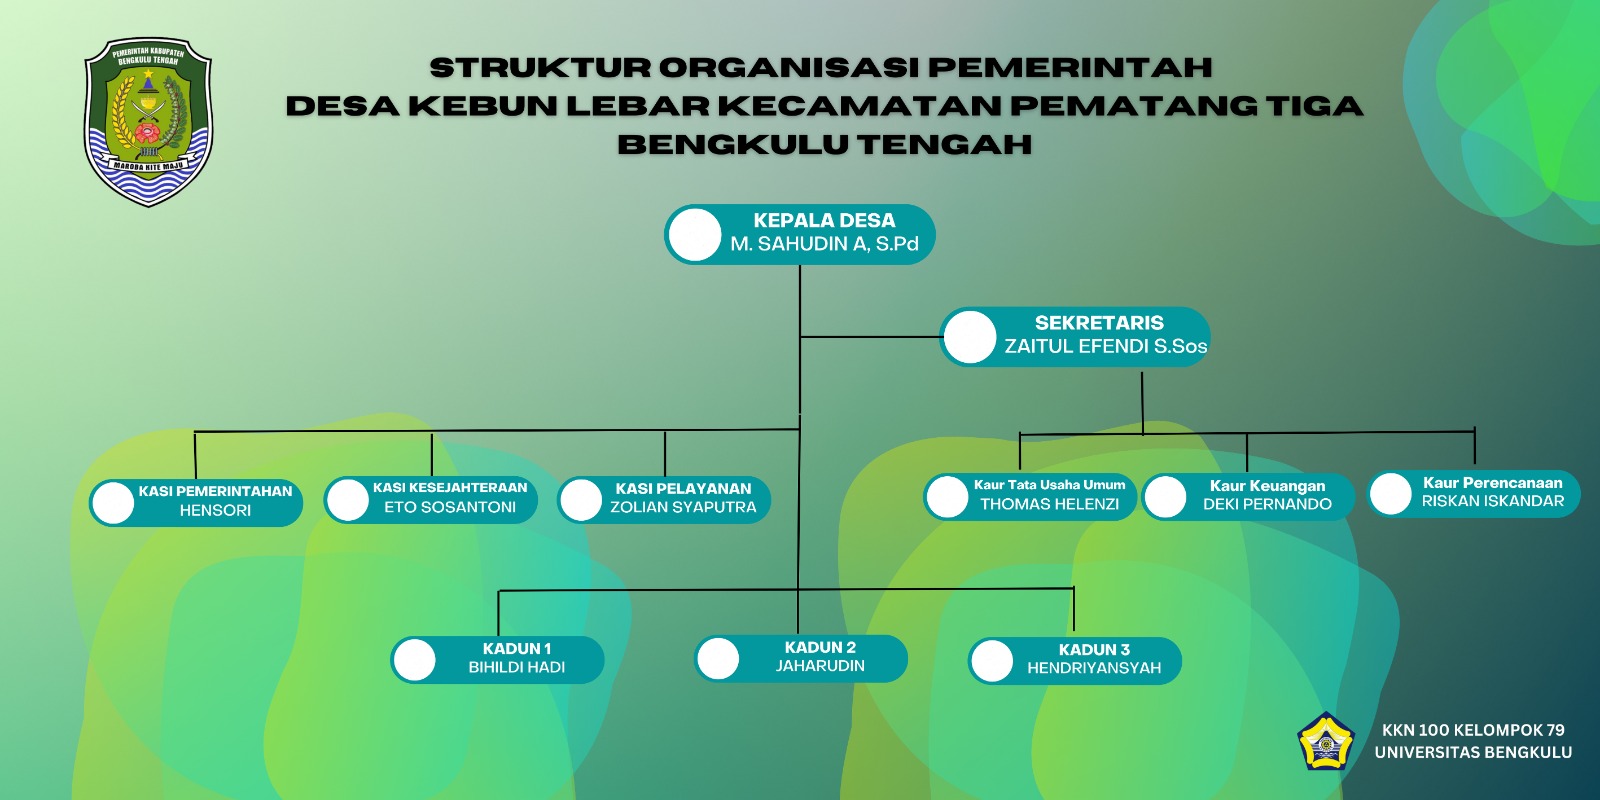 PEMERINTAH KABUPATEN
BENGKULU TENGAH
MAROBA KITE MAJU
STRUKTUR ORGANISASI PEMERINTAH
DESA KEBUN LEBAR KECAMATAN PEMATANG TIGA
BENGKULU TENGAH
KEPALA DESA
M. SAHUDIN A, S.Pd
SEKRETARIS
ZAITUL EFENDI S.Sos
KASI PEMERINTAHAN
HENSORI
KASI KESEJAHTERAAN
ETO SOSANTONI
KASI PELAYANAN
ZOLIAN SYAPUTRA
Kaur Tata Usaha Umum
THOMAS HELENZI
Kaur Keuangan
DEKI PERNANDO
Kaur Perencanaan
RISKAN ISKANDAR
KADUN 1
BIHILDI HADI
KADUN 2
JAHARUDIN
KADUN 3
HENDRIYANSYAH
KKN 100 KELOMPOK 79
UNIVERSITAS BENGKULU